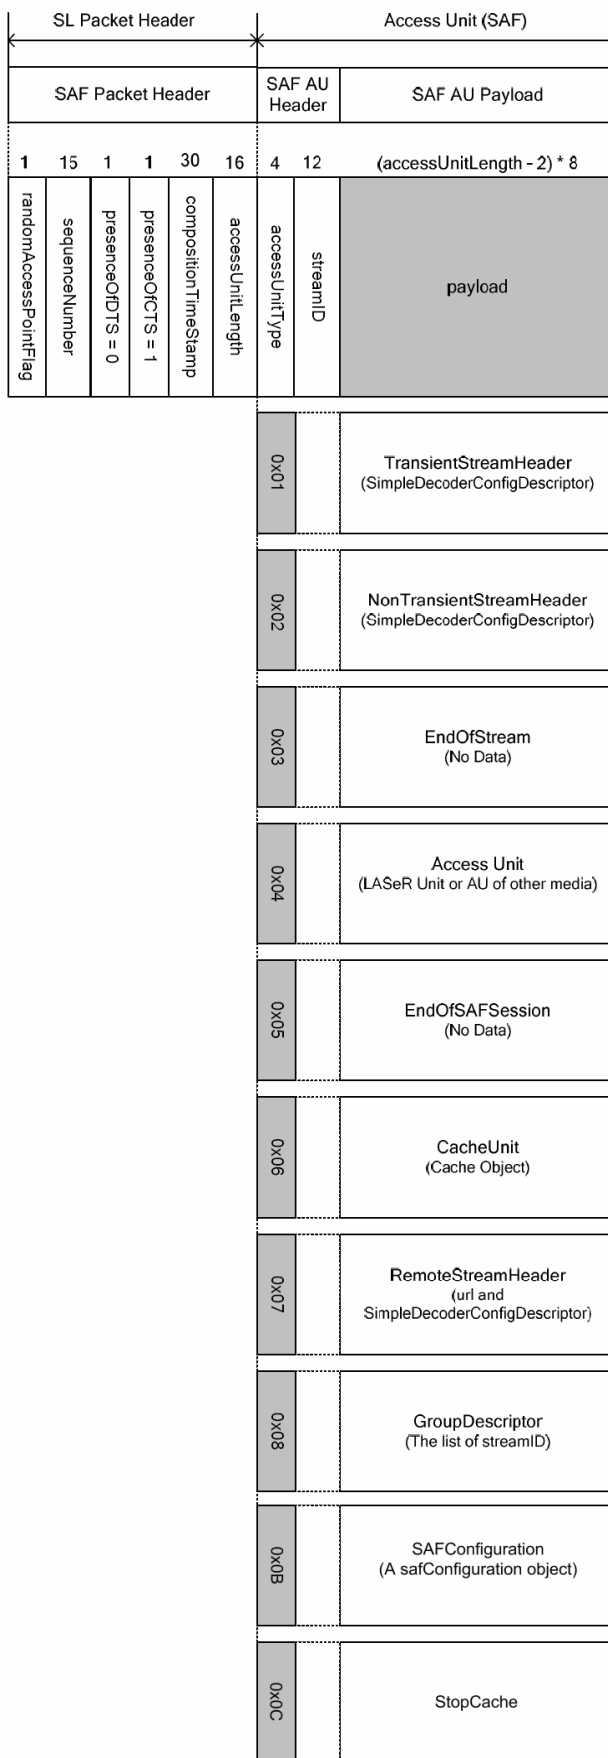 SL Packet Header
Access Unit (SAF)
SAF Packet Header
SAF AU
Header
SAF AU Payload
1 15 1 1 30 16 4 12 (accessUnitLength - 2) * 8
randomAccessPointFlag
sequenceNumber
presenceOfDTS = 0
presenceOfCTS = 1
compositionTimeStamp
accessUnitLength
accessUnitType
streamID
payload
0x01
TransientStreamHeader
(SimpleDecoderConfigDescriptor)
0x02
NonTransientStreamHeader
(SimpleDecoderConfigDescriptor)
0x03
EndOfStream
(No Data)
0x04
Access Unit
(LASeR Unit or AU of other media)
0x05
EndOfSAFSession
(No Data)
0x06
CacheUnit
(Cache Object)
0x07
RemoteStreamHeader
(url and
SimpleDecoderConfigDescriptor)
0x08
GroupDescriptor
(The list of streamID)
0x0B
SAFConfiguration
(A safConfiguration object)
0x0C
StopCache